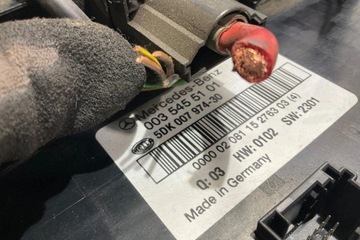 Mercedes-Benz
003 545 51 01
HELLA
5DK 007 974-30
0000 02 081 15 2763 03 (4)
Q: 03 HW: 0102 SW: 2301
Made in Germany